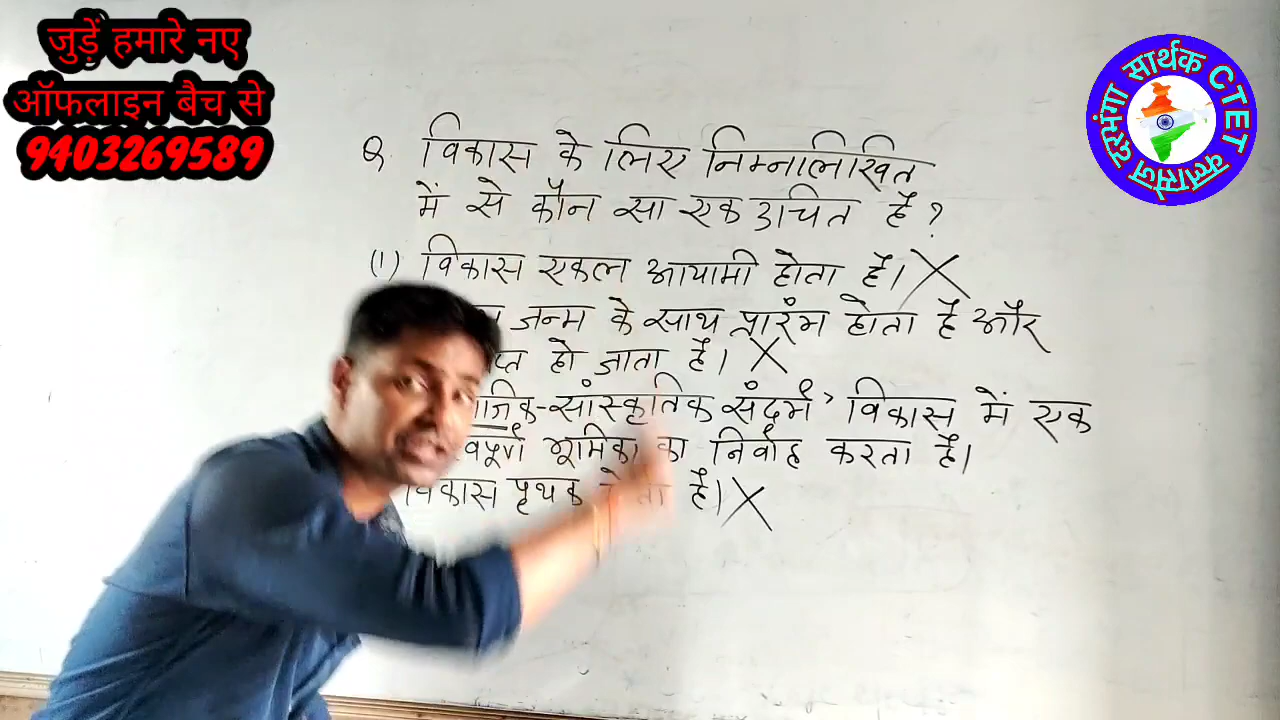 जुड़ें हमारे नए
ऑफलाइन बैच से
9403269589
सार्थक CTET क्लासेज दरभंगा
Q. विकास के लिए निम्नलिखित
में से कौन सा एक उचित है ?
(1) विकास एकल आयामी होता है। X
जन्म के साथ प्रारंभ होता है और
हो जाता है। X
सांस्कृतिक संदर्भ विकास में एक
भूमिका का निर्वाह करता है।
विकास पृथक होता है। X